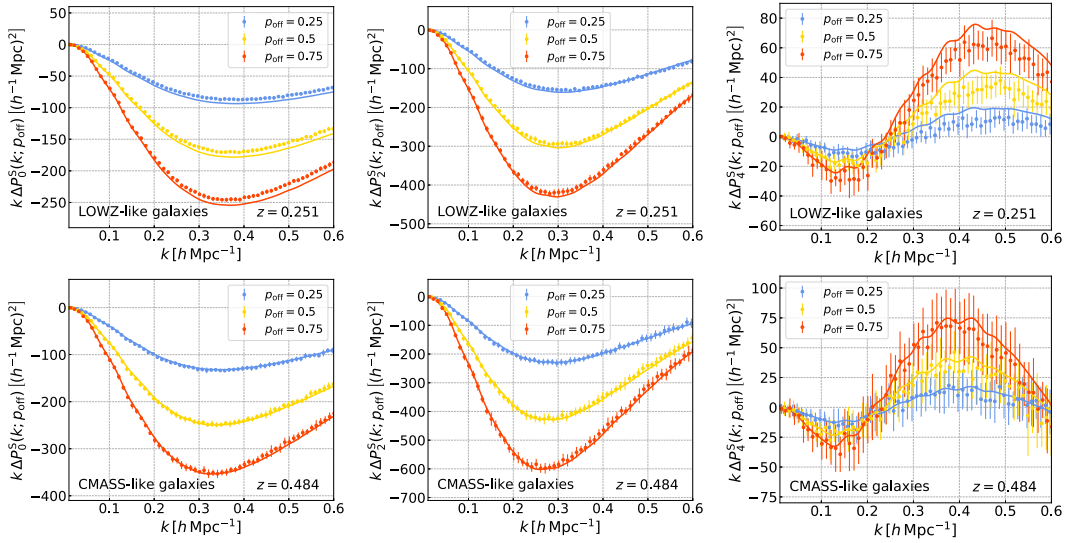 k ΔP₀ˢ(k; p_off) [(h⁻¹ Mpc)²]
0
−50
−100
−150
−200
−250
p_off = 0.25
p_off = 0.5
p_off = 0.75
LOWZ-like galaxies z = 0.251
0.1 0.2 0.3 0.4 0.5 0.6
k [h Mpc⁻¹]
k ΔP₂ˢ(k; p_off) [(h⁻¹ Mpc)²]
0
−100
−200
−300
−400
−500
p_off = 0.25
p_off = 0.5
p_off = 0.75
LOWZ-like galaxies z = 0.251
0.1 0.2 0.3 0.4 0.5 0.6
k [h Mpc⁻¹]
k ΔP₄ˢ(k; p_off) [(h⁻¹ Mpc)²]
80
60
40
20
0
−20
−40
−60
p_off = 0.25
p_off = 0.5
p_off = 0.75
LOWZ-like galaxies z = 0.251
0.1 0.2 0.3 0.4 0.5 0.6
k [h Mpc⁻¹]
k ΔP₀ˢ(k; p_off) [(h⁻¹ Mpc)²]
0
−100
−200
−300
−400
p_off = 0.25
p_off = 0.5
p_off = 0.75
CMASS-like galaxies z = 0.484
0.1 0.2 0.3 0.4 0.5 0.6
k [h Mpc⁻¹]
k ΔP₂ˢ(k; p_off) [(h⁻¹ Mpc)²]
0
−100
−200
−300
−400
−500
−600
−700
p_off = 0.25
p_off = 0.5
p_off = 0.75
CMASS-like galaxies z = 0.484
0.1 0.2 0.3 0.4 0.5 0.6
k [h Mpc⁻¹]
k ΔP₄ˢ(k; p_off) [(h⁻¹ Mpc)²]
100
75
50
25
0
−25
−50
−75
p_off = 0.25
p_off = 0.5
p_off = 0.75
CMASS-like galaxies z = 0.484
0.1 0.2 0.3 0.4 0.5 0.6
k [h Mpc⁻¹]